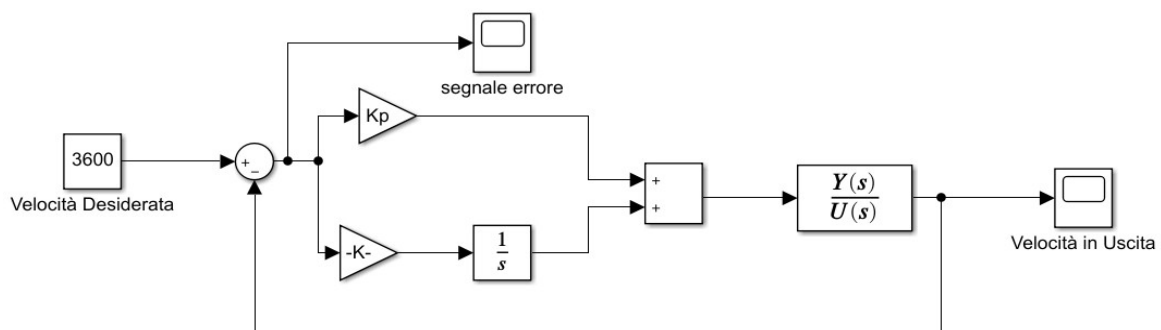 segnale errore
Kp
3600
+
−
Velocità Desiderata
+
+
Y(s)
U(s)
Velocità in Uscita
-K-
1
s